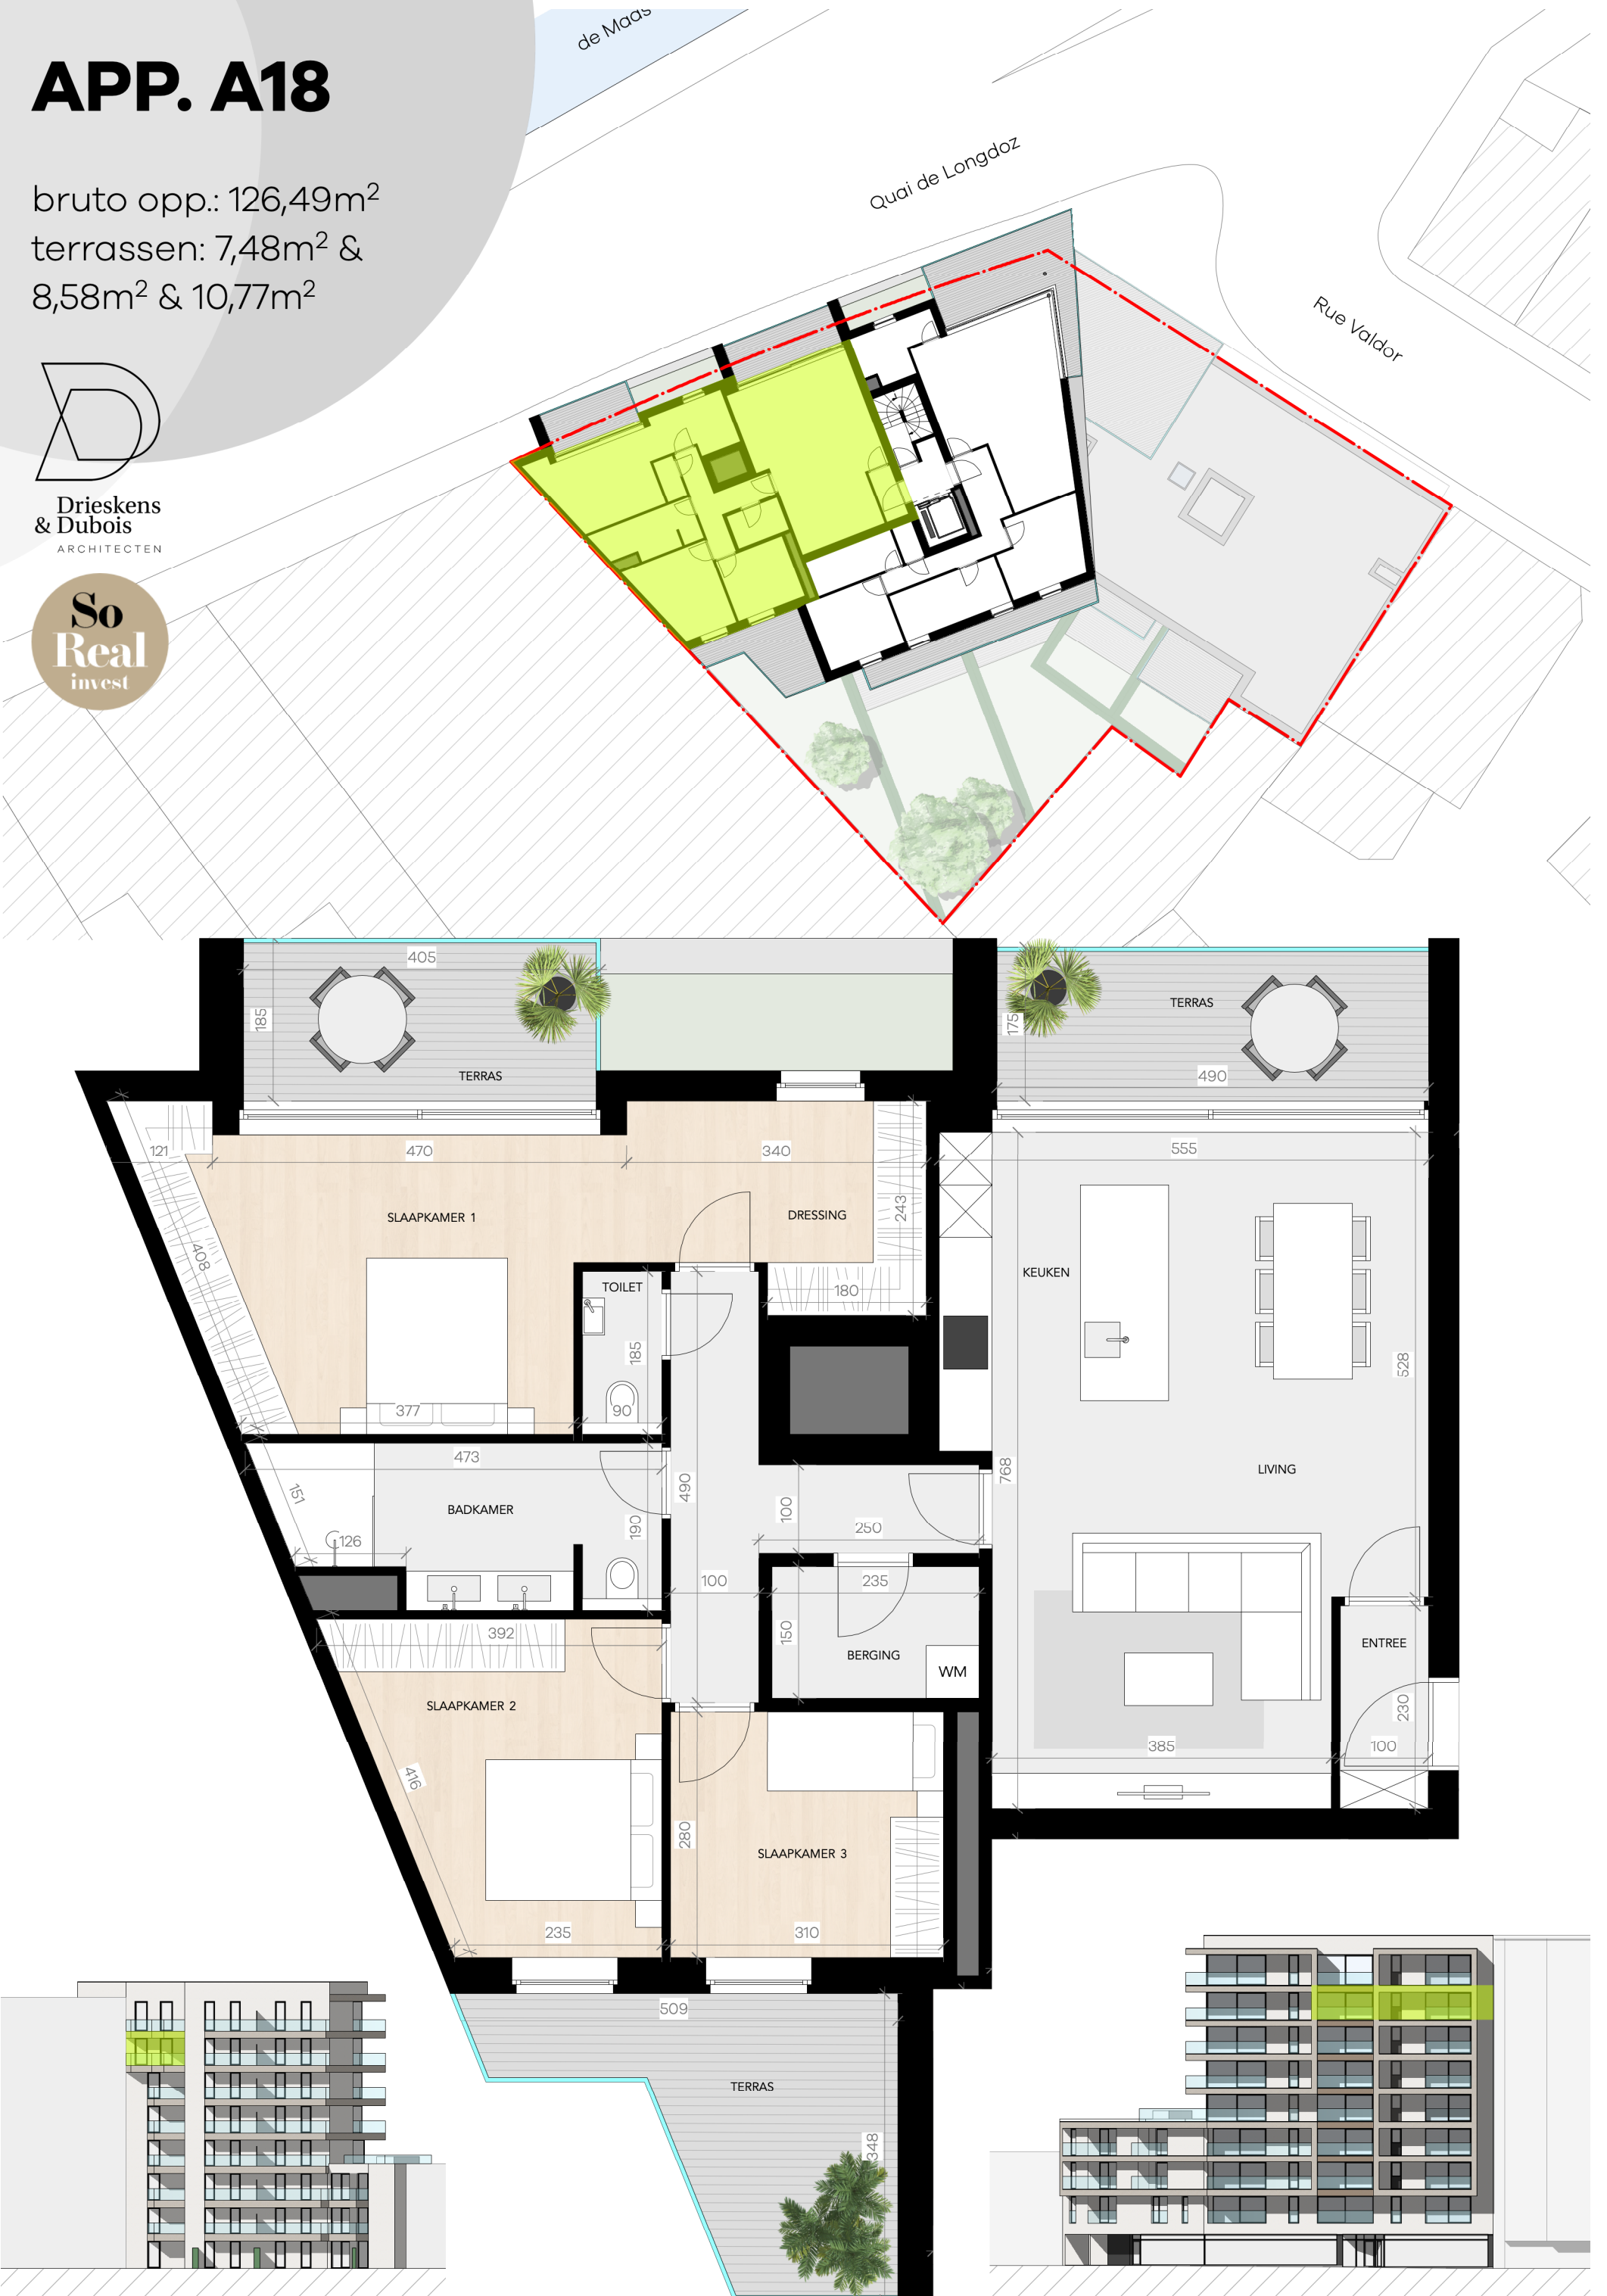 de Maas
APP. A18
Quai de Longdoz
bruto opp.: 126,49m²
terrassen: 7,48m² &
8,58m² & 10,77m²
Rue Valdor
Drieskens
& Dubois
ARCHITECTEN
So
Real
invest
405
185
TERRAS
TERRAS
175
490
121
470
340
555
SLAAPKAMER 1
DRESSING
243
408
KEUKEN
TOILET
180
185
528
377
90
473
768
LIVING
151
490
BADKAMER
100
190
250
126
100
235
392
150
BERGING
ENTREE
WM
SLAAPKAMER 2
230
385
100
416
280
SLAAPKAMER 3
235
310
509
TERRAS
348